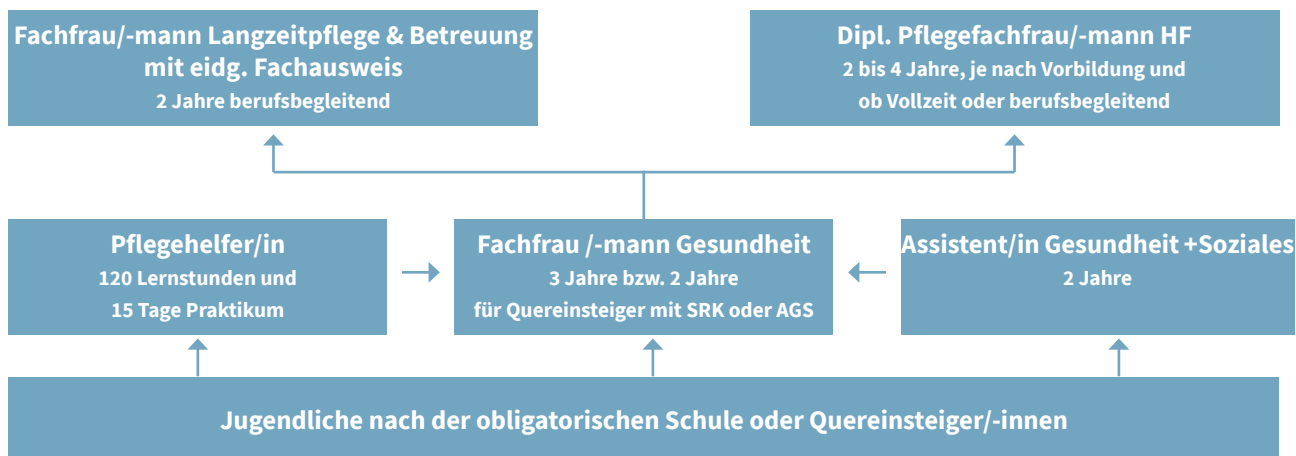 Fachfrau/-mann Langzeitpflege & Betreuung
mit eidg. Fachausweis
2 Jahre berufsbegleitend
Dipl. Pflegefachfrau/-mann HF
2 bis 4 Jahre, je nach Vorbildung und
ob Vollzeit oder berufsbegleitend
Pflegehelfer/in
120 Lernstunden und
15 Tage Praktikum
Fachfrau /-mann Gesundheit
3 Jahre bzw. 2 Jahre
für Quereinsteiger mit SRK oder AGS
Assistent/in Gesundheit +Soziales
2 Jahre
Jugendliche nach der obligatorischen Schule oder Quereinsteiger/-innen